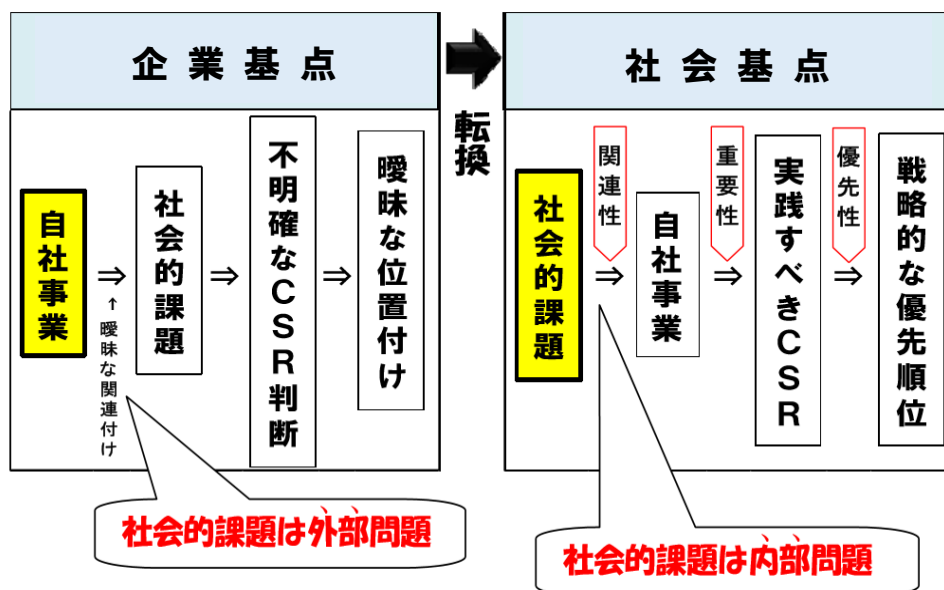 企業基点
自社事業
⇒
↑曖昧な関連付け
社会的課題
⇒
不明確なCSR判断
⇒
曖昧な位置付け
社会的課題は外部問題
転換
社会基点
社会的課題
関連性
⇒
自社事業
重要性
⇒
実践すべきCSR
優先性
⇒
戦略的な優先順位
社会的課題は内部問題